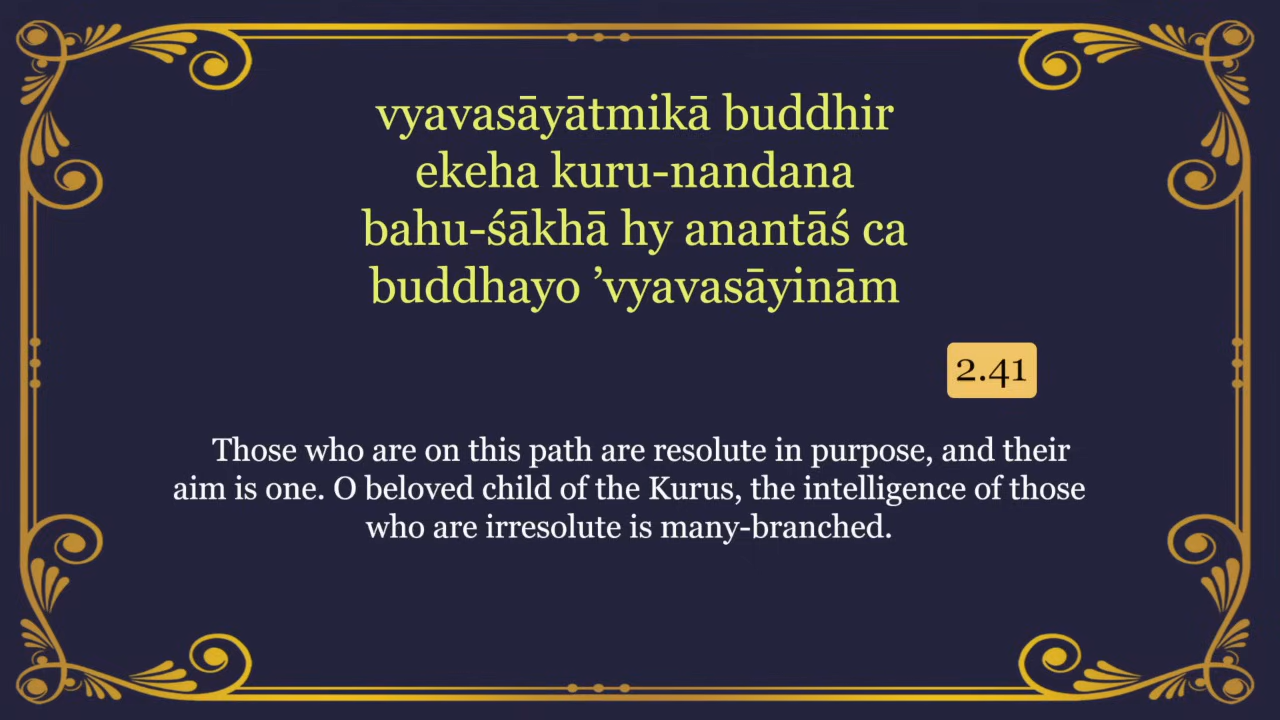 vyavasāyātmikā buddhir
ekeha kuru-nandana
bahu-śākhā hy anantāś ca
buddhayo ’vyavasāyinām
2.41
Those who are on this path are resolute in purpose, and their
aim is one. O beloved child of the Kurus, the intelligence of those
who are irresolute is many-branched.